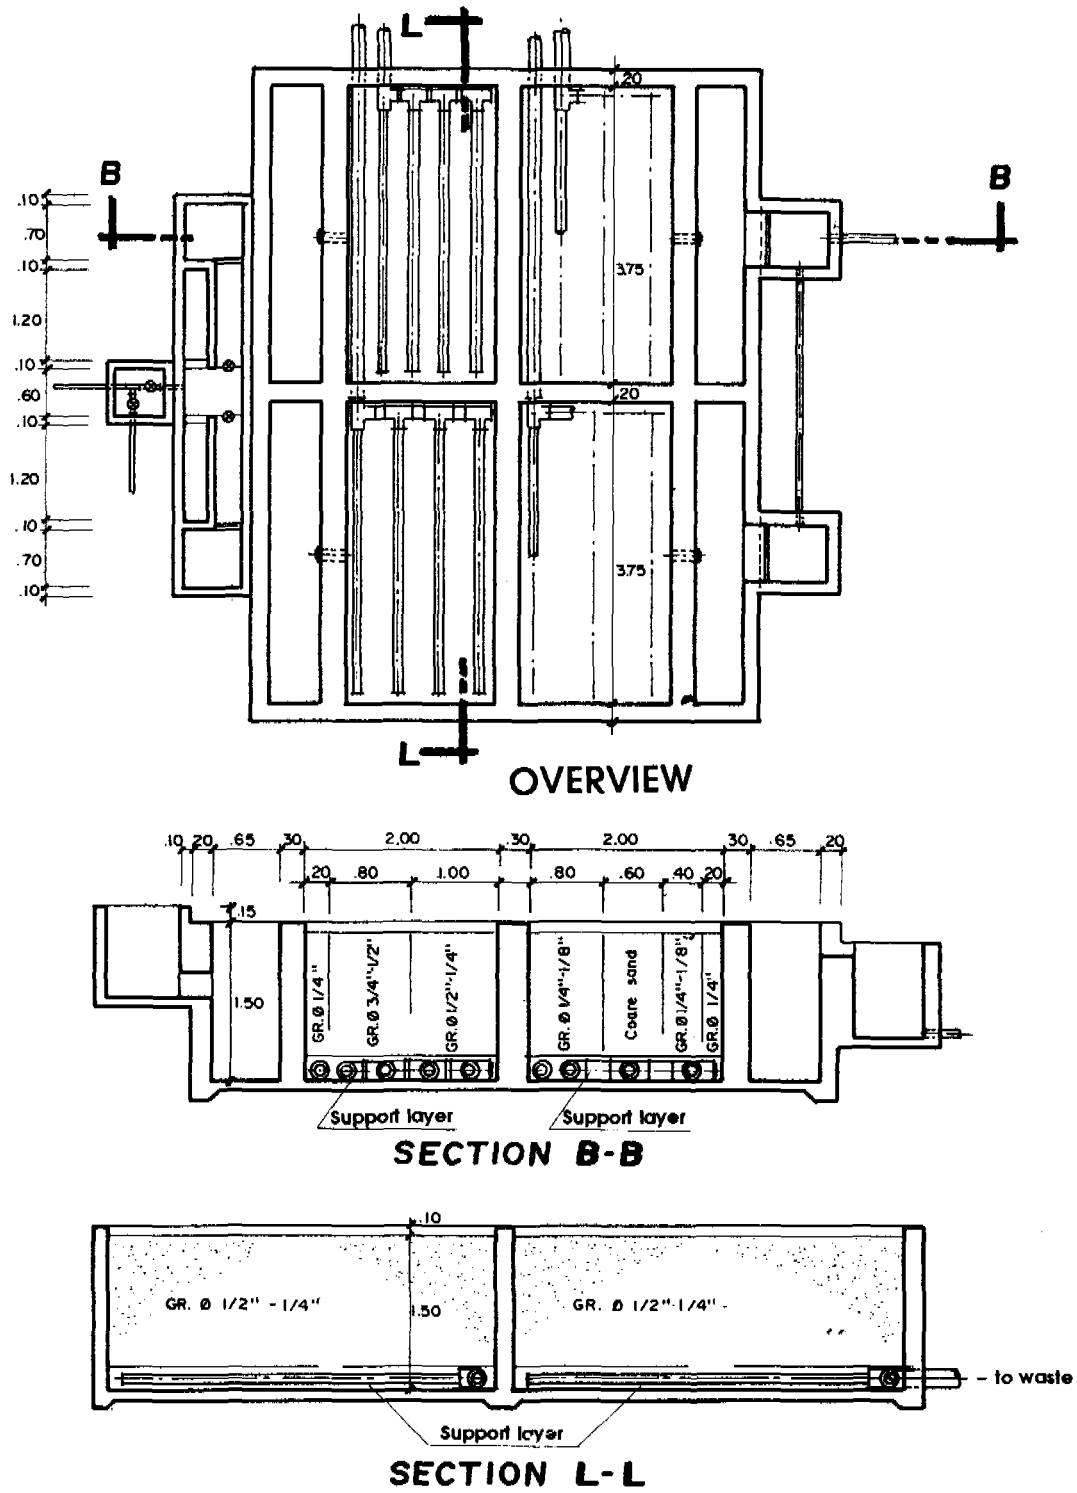 L
.20
B
B
.10
.70
.10
1.20
.10
.60
.10
1.20
.10
.70
.10
3.75
.20
3.75
L
OVERVIEW
.10 20 .65 30 2.00 .30 2.00 30 .65 20
20 .80 1.00 .80 .60 .40 20
.15
1.50
GR.Ø 1/4"
GR.Ø 3/4"-1/2"
GR.Ø 1/2"-1/4"
GR.Ø 1/4"-1/8"
Coare sand
GR.Ø 1/4"-1/8"
GR.Ø 1/4"
Support layer
Support layer
SECTION B-B
.10
GR. Ø 1/2" - 1/4"
1.50
GR. Ø 1/2" - 1/4"
to waste
Support layer
SECTION L-L